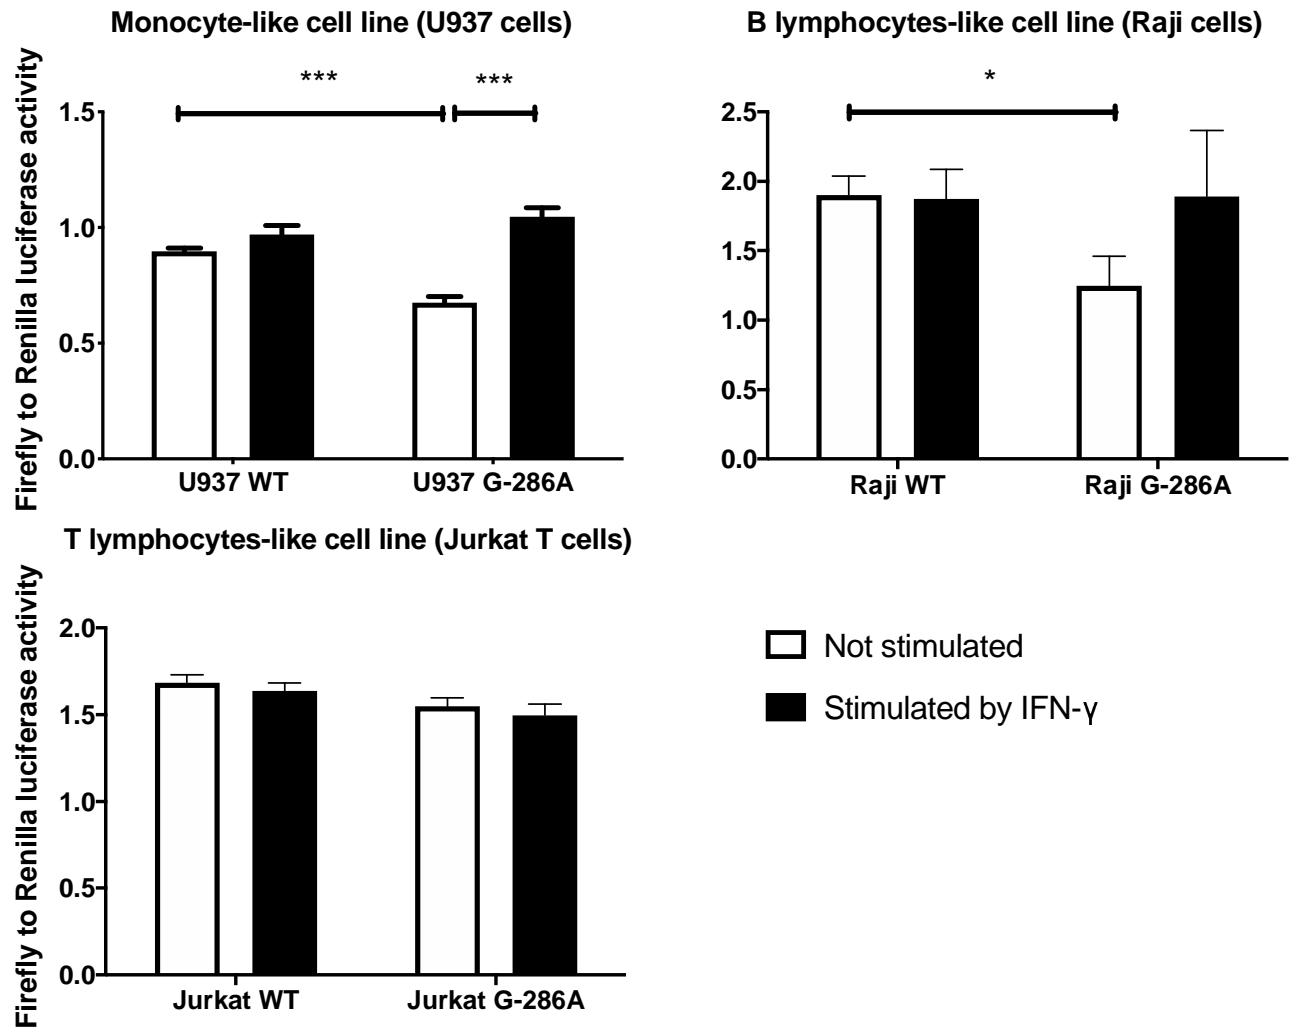 Monocyte-like cell line (U937 cells)
Firefly to Renilla luciferase activity
*** ***
1.5
1.0
0.5
0.0
U937 WT U937 G-286A
B lymphocytes-like cell line (Raji cells)
*
2.5
2.0
1.5
1.0
0.5
0.0
Raji WT Raji G-286A
T lymphocytes-like cell line (Jurkat T cells)
Firefly to Renilla luciferase activity
2.0
1.5
1.0
0.5
0.0
Jurkat WT Jurkat G-286A
Not stimulated
Stimulated by IFN-γ